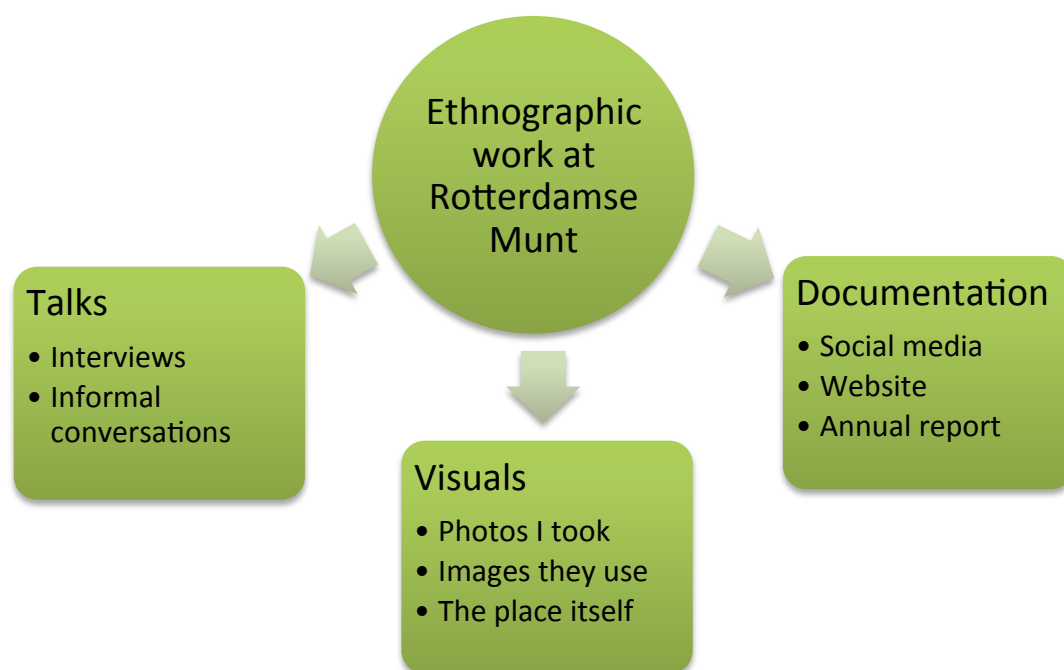 Ethnographic
work at
Rotterdamse
Munt
Talks
• Interviews
• Informal
conversations
Visuals
• Photos I took
• Images they use
• The place itself
Documentation
• Social media
• Website
• Annual report